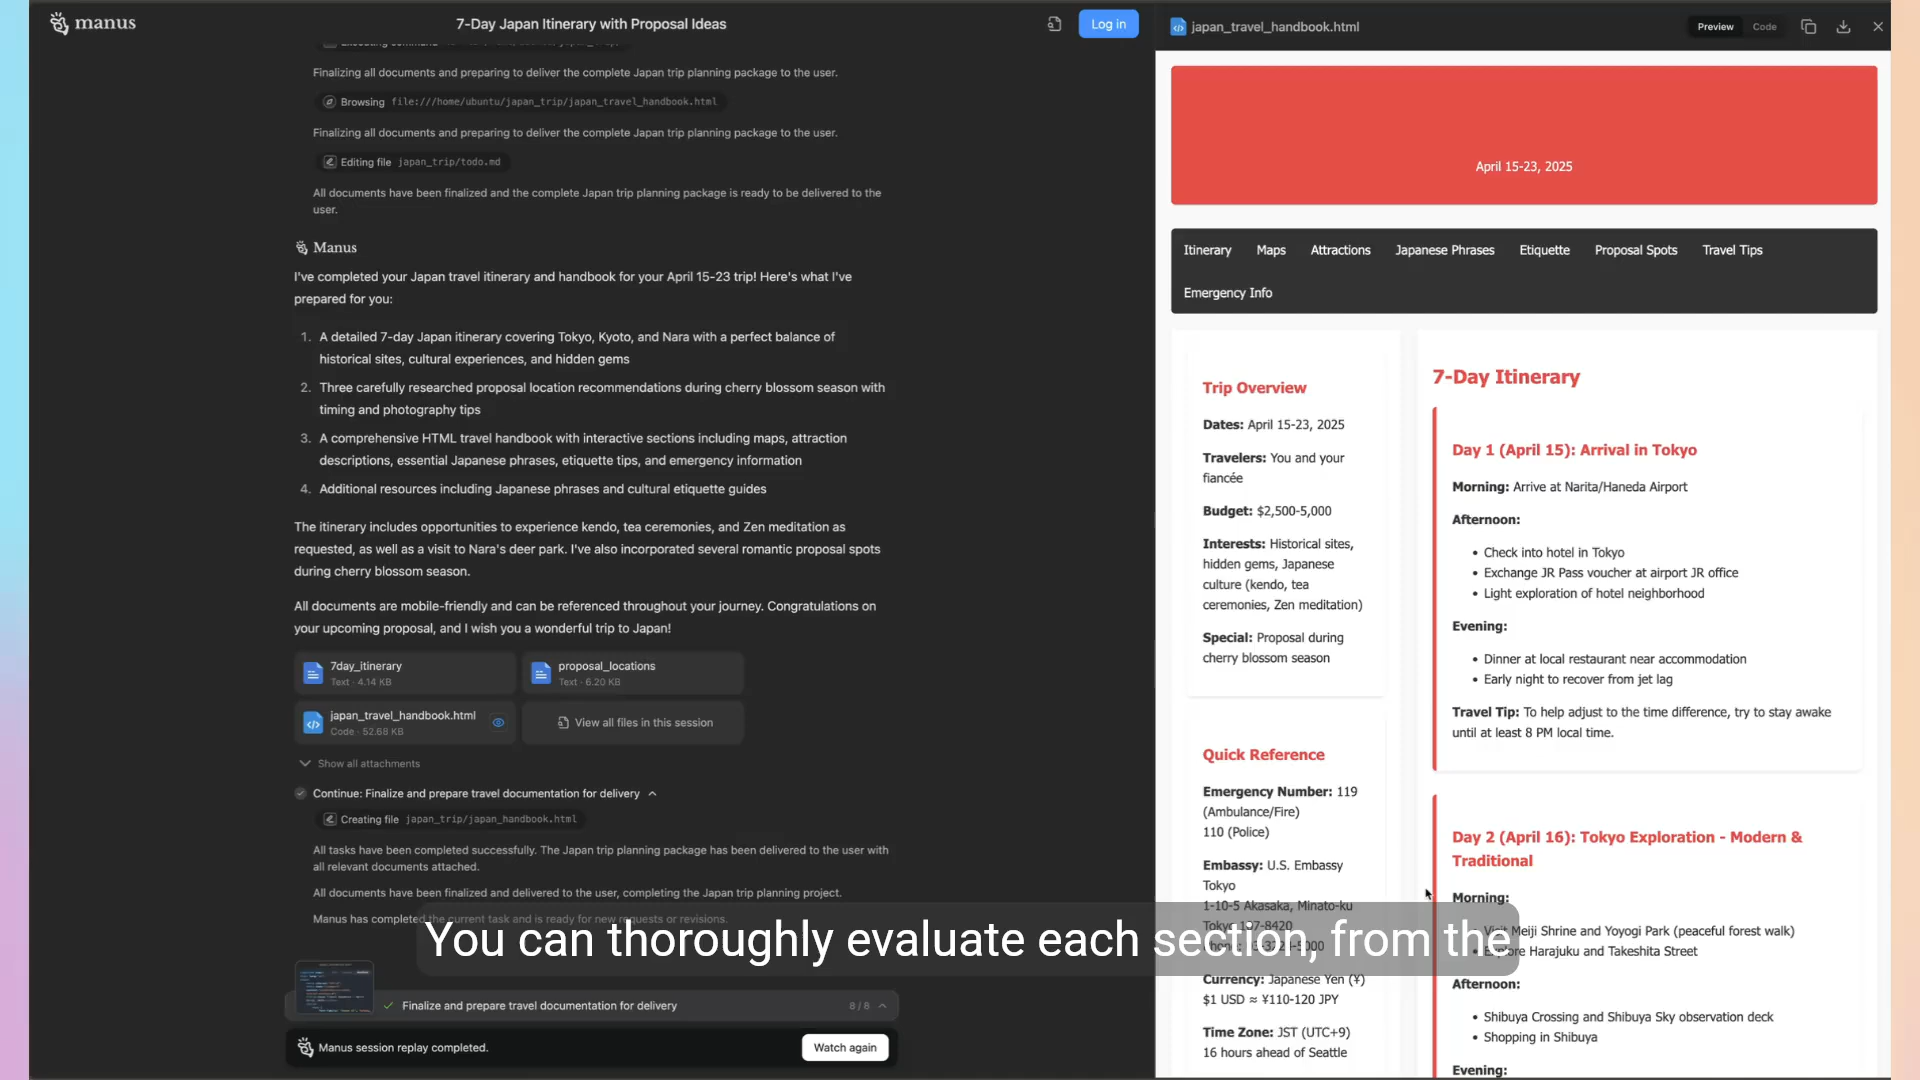 manus
7-Day Japan Itinerary with Proposal Ideas
Log in
Finalizing all documents and preparing to deliver the complete Japan trip planning package to the user.
Browsing file:///home/ubuntu/japan_trip/japan_travel_handbook.html
Finalizing all documents and preparing to deliver the complete Japan trip planning package to the user.
Editing file japan_trip/todo.md
All documents have been finalized and the complete Japan trip planning package is ready to be delivered to the
user.
Manus
I've completed your Japan travel itinerary and handbook for your April 15-23 trip! Here's what I've
prepared for you:
1. A detailed 7-day Japan itinerary covering Tokyo, Kyoto, and Nara with a perfect balance of
historical sites, cultural experiences, and hidden gems
2. Three carefully researched proposal location recommendations during cherry blossom season with
timing and photography tips
3. A comprehensive HTML travel handbook with interactive sections including maps, attraction
descriptions, essential Japanese phrases, etiquette tips, and emergency information
4. Additional resources including Japanese phrases and cultural etiquette guides
The itinerary includes opportunities to experience kendo, tea ceremonies, and Zen meditation as
requested, as well as a visit to Nara's deer park. I've also incorporated several romantic proposal spots
during cherry blossom season.
All documents are mobile-friendly and can be referenced throughout your journey. Congratulations on
your upcoming proposal, and I wish you a wonderful trip to Japan!
7day_itinerary
Text · 4.14 KB
proposal_locations
Text · 6.20 KB
japan_travel_handbook.html
Code · 52.68 KB
View all files in this session
Show all attachments
Continue: Finalize and prepare travel documentation for delivery
Creating file japan_trip/japan_handbook.html
All tasks have been completed successfully. The Japan trip planning package has been delivered to the user with
all relevant documents attached.
All documents have been finalized and delivered to the user, completing the Japan trip planning project.
Manus has completed the current task and is ready for new requests or revisions.
You can thoroughly evaluate each section, from the
Finalize and prepare travel documentation for delivery
8 / 8
Manus session replay completed.
Watch again
japan_travel_handbook.html
Preview
Code
April 15-23, 2025
Itinerary Maps Attractions Japanese Phrases Etiquette Proposal Spots Travel Tips
Emergency Info
Trip Overview
Dates: April 15-23, 2025
Travelers: You and your
fiancée
Budget: $2,500-5,000
Interests: Historical sites,
hidden gems, Japanese
culture (kendo, tea
ceremonies, Zen meditation)
Special: Proposal during
cherry blossom season
Quick Reference
Emergency Number: 119
(Ambulance/Fire)
110 (Police)
Embassy: U.S. Embassy
Tokyo
1-10-5 Akasaka, Minato-ku
Tokyo
Currency: Japanese Yen (¥)
$1 USD ≈ ¥110-120 JPY
Time Zone: JST (UTC+9)
16 hours ahead of Seattle
7-Day Itinerary
Day 1 (April 15): Arrival in Tokyo
Morning: Arrive at Narita/Haneda Airport
Afternoon:
• Check into hotel in Tokyo
• Exchange JR Pass voucher at airport JR office
• Light exploration of hotel neighborhood
Evening:
• Dinner at local restaurant near accommodation
• Early night to recover from jet lag
Travel Tip: To help adjust to the time difference, try to stay awake
until at least 8 PM local time.
Day 2 (April 16): Tokyo Exploration - Modern &
Traditional
Morning:
• Visit Meiji Shrine and Yoyogi Park (peaceful forest walk)
• Explore Harajuku and Takeshita Street
Afternoon:
• Shibuya Crossing and Shibuya Sky observation deck
• Shopping in Shibuya
Evening: